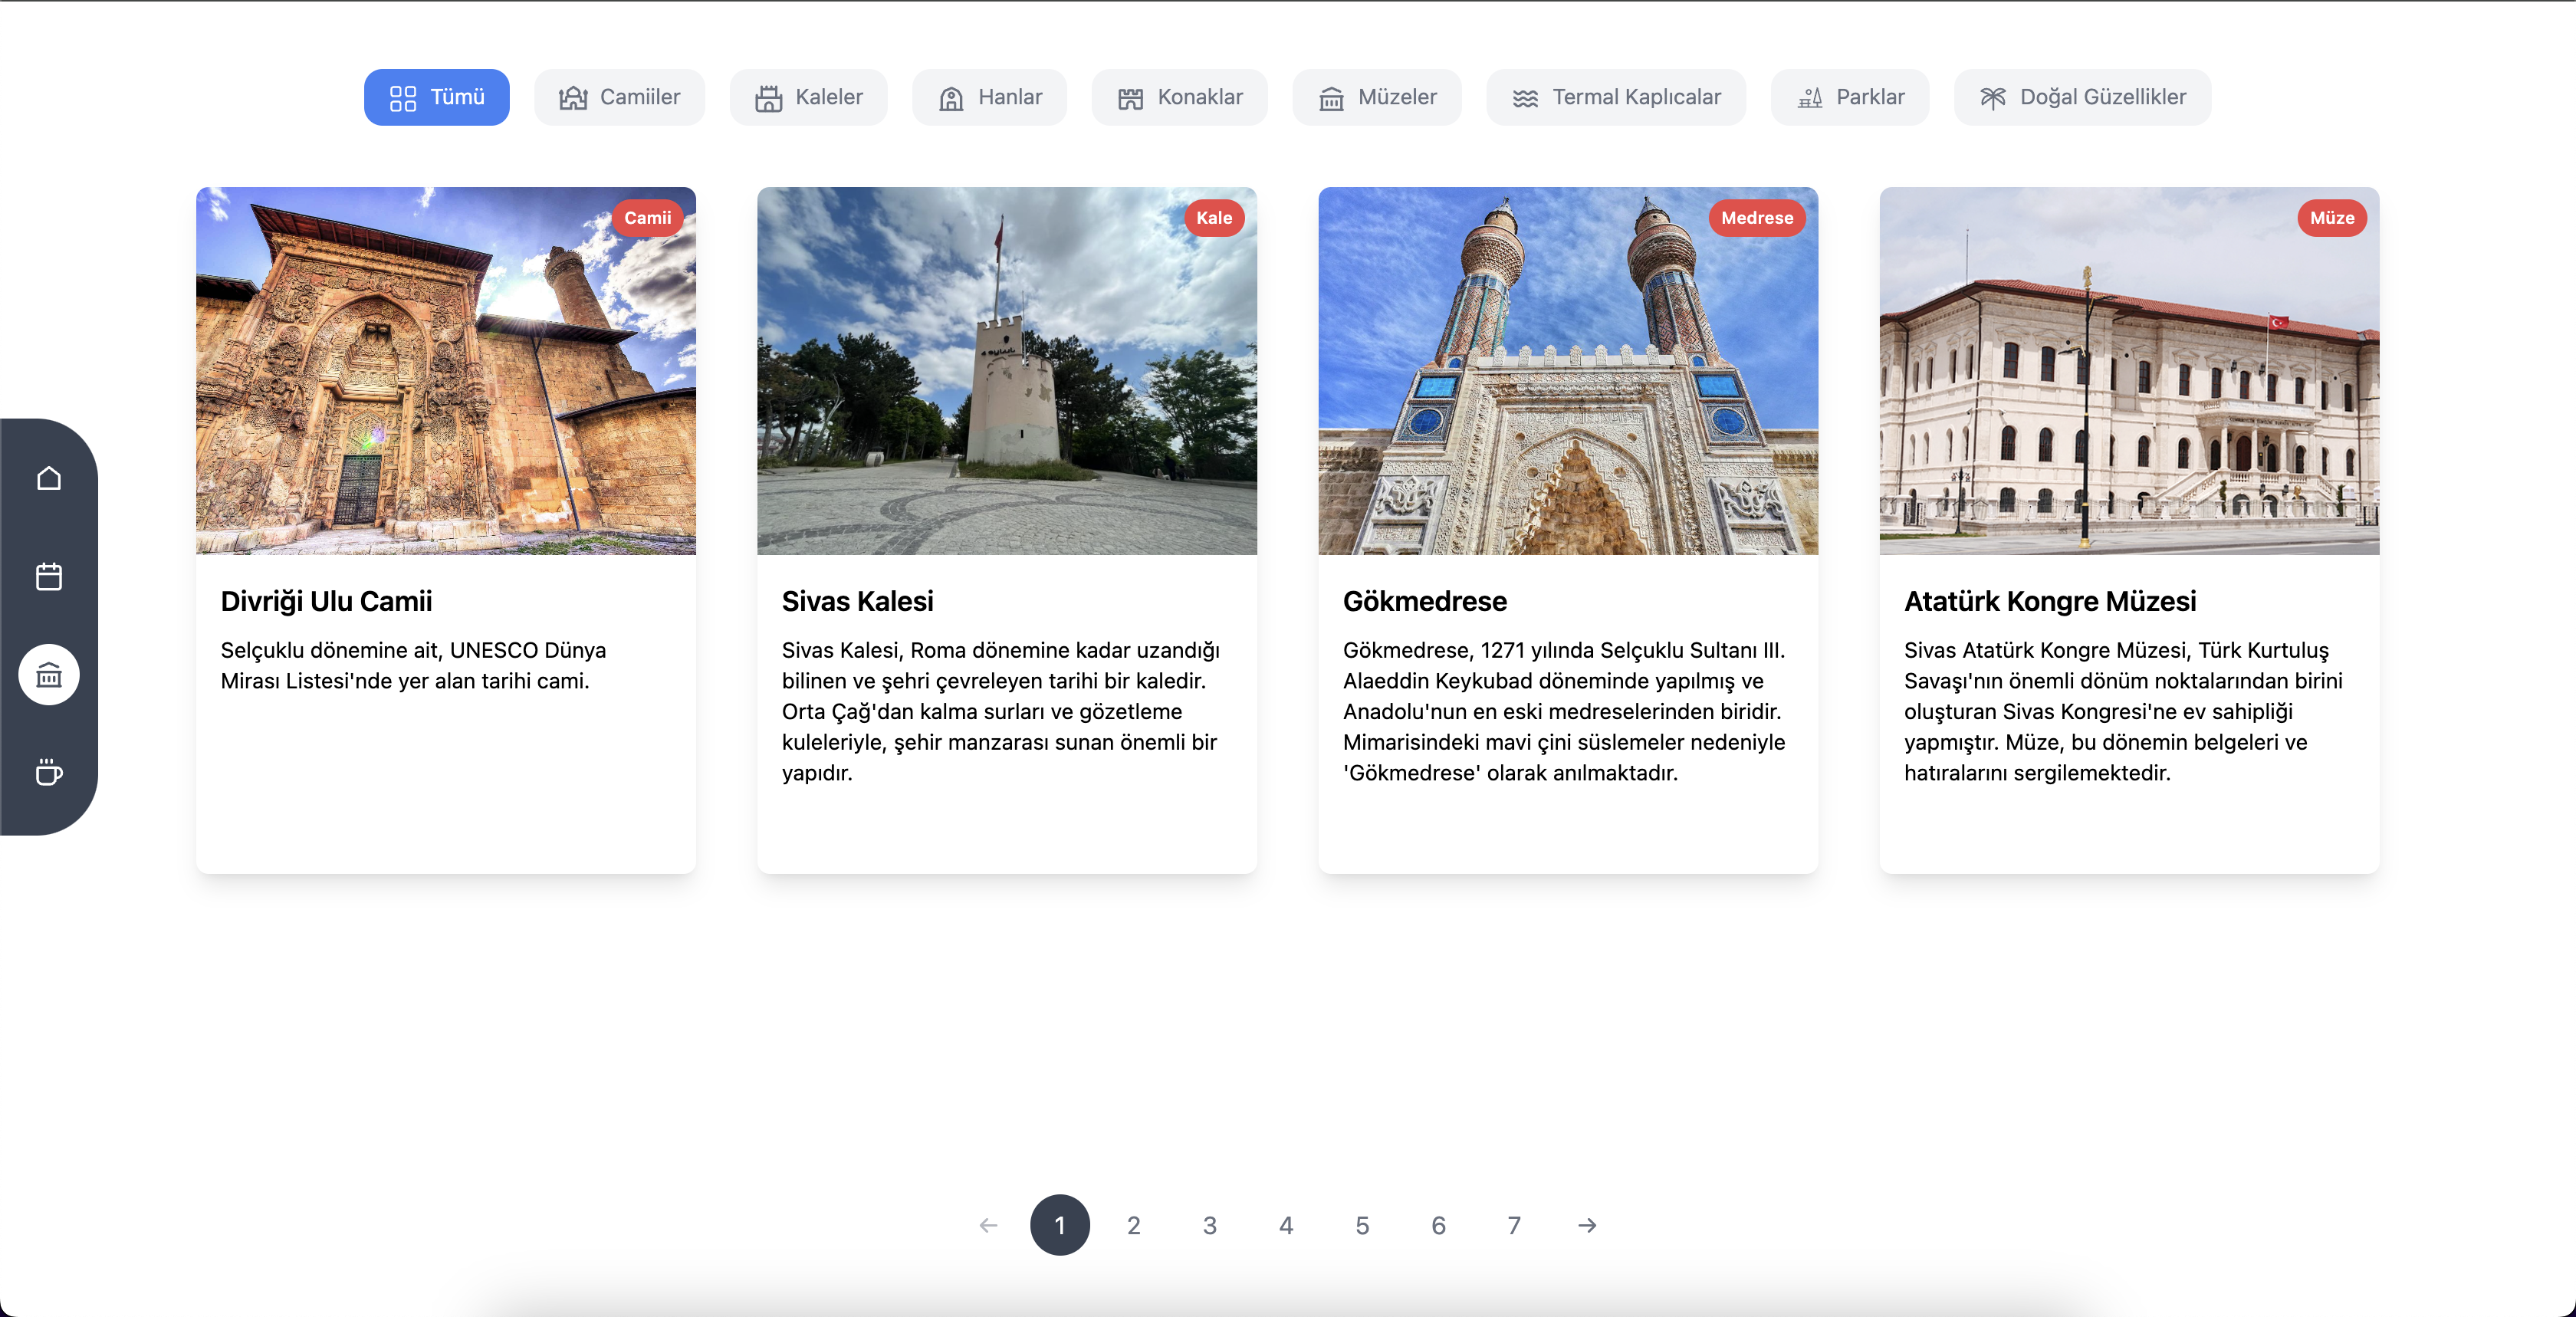 Tümü
Camiiler
Kaleler
Hanlar
Konaklar
Müzeler
Termal Kaplıcalar
Parklar
Doğal Güzellikler
Camii
Divriği Ulu Camii
Selçuklu dönemine ait, UNESCO Dünya
Mirası Listesi'nde yer alan tarihi cami.
Kale
Sivas Kalesi
Sivas Kalesi, Roma dönemine kadar uzandığı
bilinen ve şehri çevreleyen tarihi bir kaledir.
Orta Çağ'dan kalma surları ve gözetleme
kuleleriyle, şehir manzarası sunan önemli bir
yapıdır.
Medrese
Gökmedrese
Gökmedrese, 1271 yılında Selçuklu Sultanı III.
Alaeddin Keykubad döneminde yapılmış ve
Anadolu'nun en eski medreselerinden biridir.
Mimarisindeki mavi çini süslemeler nedeniyle
'Gökmedrese' olarak anılmaktadır.
Müze
Atatürk Kongre Müzesi
Sivas Atatürk Kongre Müzesi, Türk Kurtuluş
Savaşı'nın önemli dönüm noktalarından birini
oluşturan Sivas Kongresi'ne ev sahipliği
yapmıştır. Müze, bu dönemin belgeleri ve
hatıralarını sergilemektedir.
← 1 2 3 4 5 6 7 →